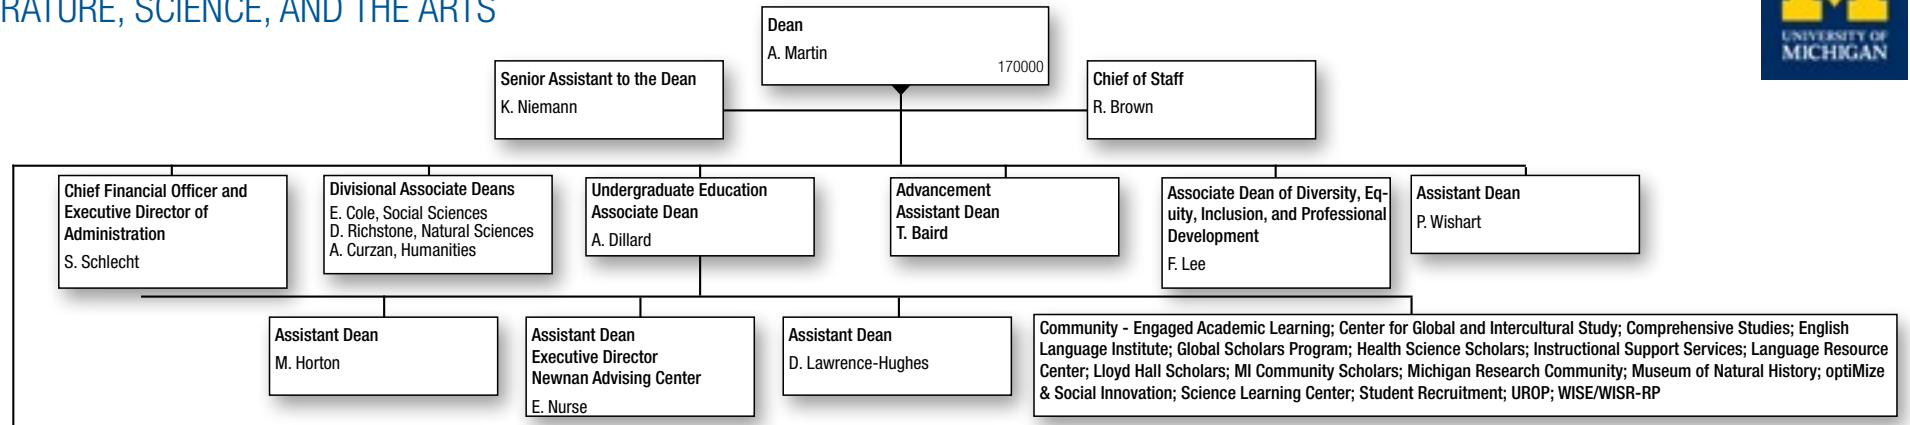 RATURE, SCIENCE, AND THE ARTS
UNIVERSITY OF
MICHIGAN
Dean
A. Martin
170000
Senior Assistant to the Dean
K. Niemann
Chief of Staff
R. Brown
Chief Financial Officer and
Executive Director of
Administration
S. Schlecht
Divisional Associate Deans
E. Cole, Social Sciences
D. Richstone, Natural Sciences
A. Curzan, Humanities
Undergraduate Education
Associate Dean
A. Dillard
Advancement
Assistant Dean
T. Baird
Associate Dean of Diversity, Eq-
uity, Inclusion, and Professional
Development
F. Lee
Assistant Dean
P. Wishart
Assistant Dean
M. Horton
Assistant Dean
Executive Director
Newnan Advising Center
E. Nurse
Assistant Dean
D. Lawrence-Hughes
Community - Engaged Academic Learning; Center for Global and Intercultural Study; Comprehensive Studies; English
Language Institute; Global Scholars Program; Health Science Scholars; Instructional Support Services; Language Resource
Center; Lloyd Hall Scholars; MI Community Scholars; Michigan Research Community; Museum of Natural History; optiMize
& Social Innovation; Science Learning Center; Student Recruitment; UROP; WISE/WISR-RP